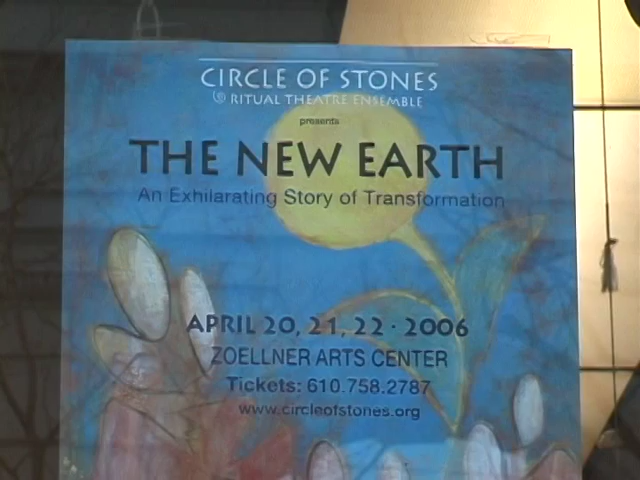 CIRCLE OF STONES
RITUAL THEATRE ENSEMBLE
presents
THE NEW EARTH
An Exhilarating Story of Transformation
APRIL 20, 21, 22 · 2006
ZOELLNER ARTS CENTER
Tickets: 610.758.2787
www.circleofstones.org